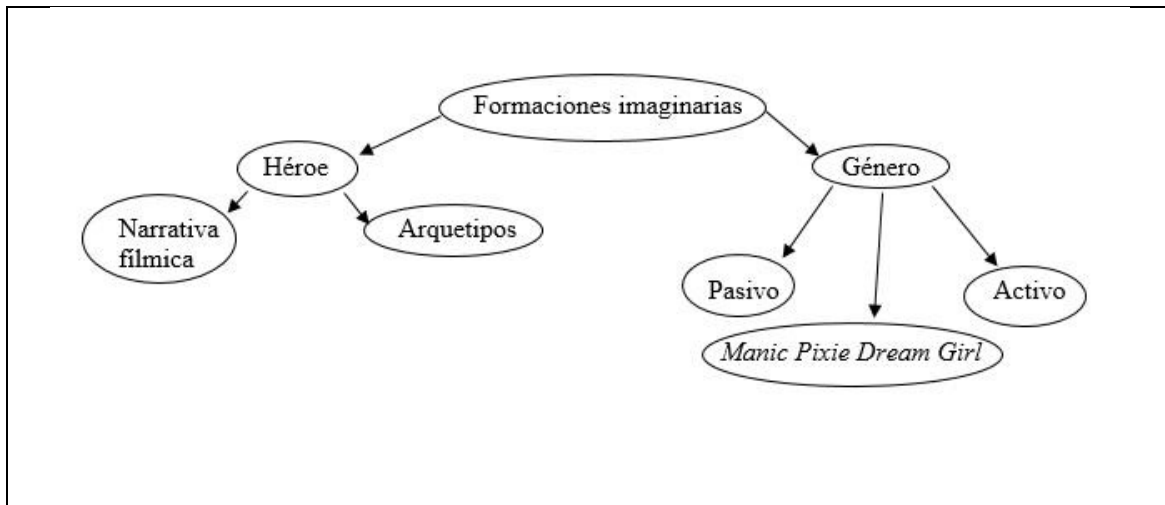 Formaciones imaginarias
Héroe
Género
Narrativa
fílmica
Arquetipos
Pasivo
Activo
Manic Pixie Dream Girl